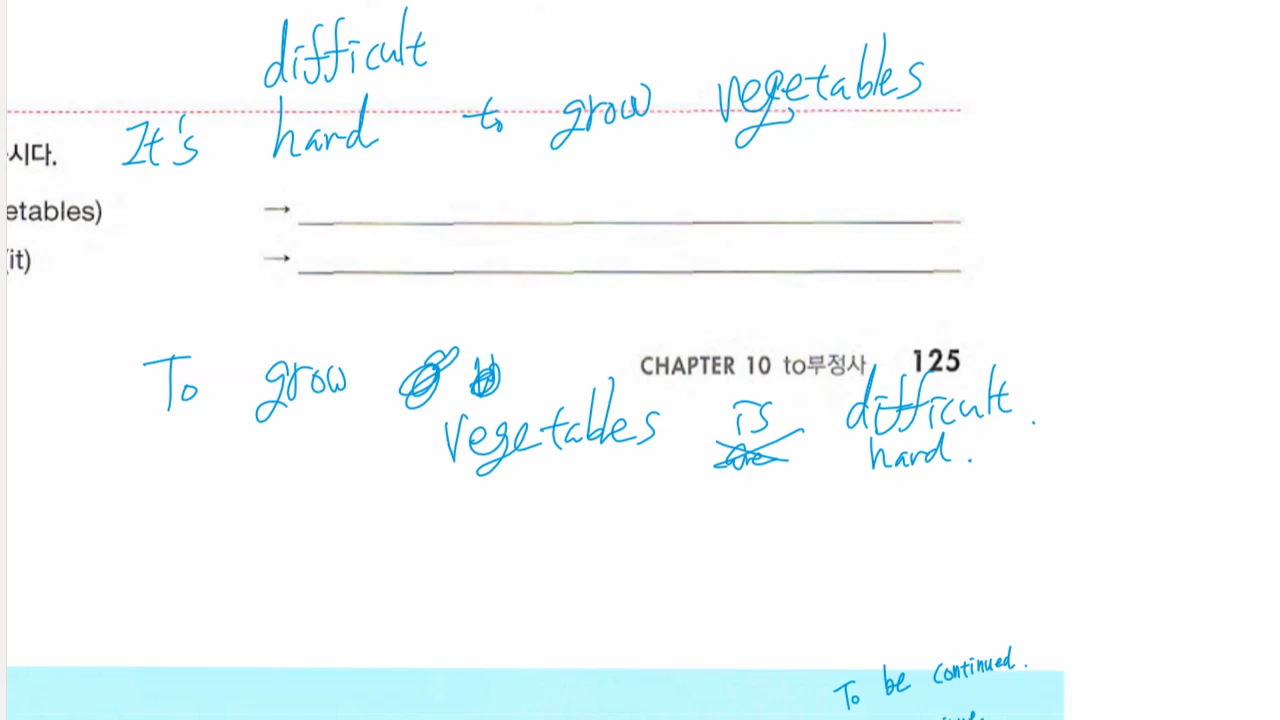 difficult
It's hard to grow vegetables
시다.
etables) →
(it) →
CHAPTER 10 to부정사 125
To grow vegetables is difficult.
hard.
To be continued.